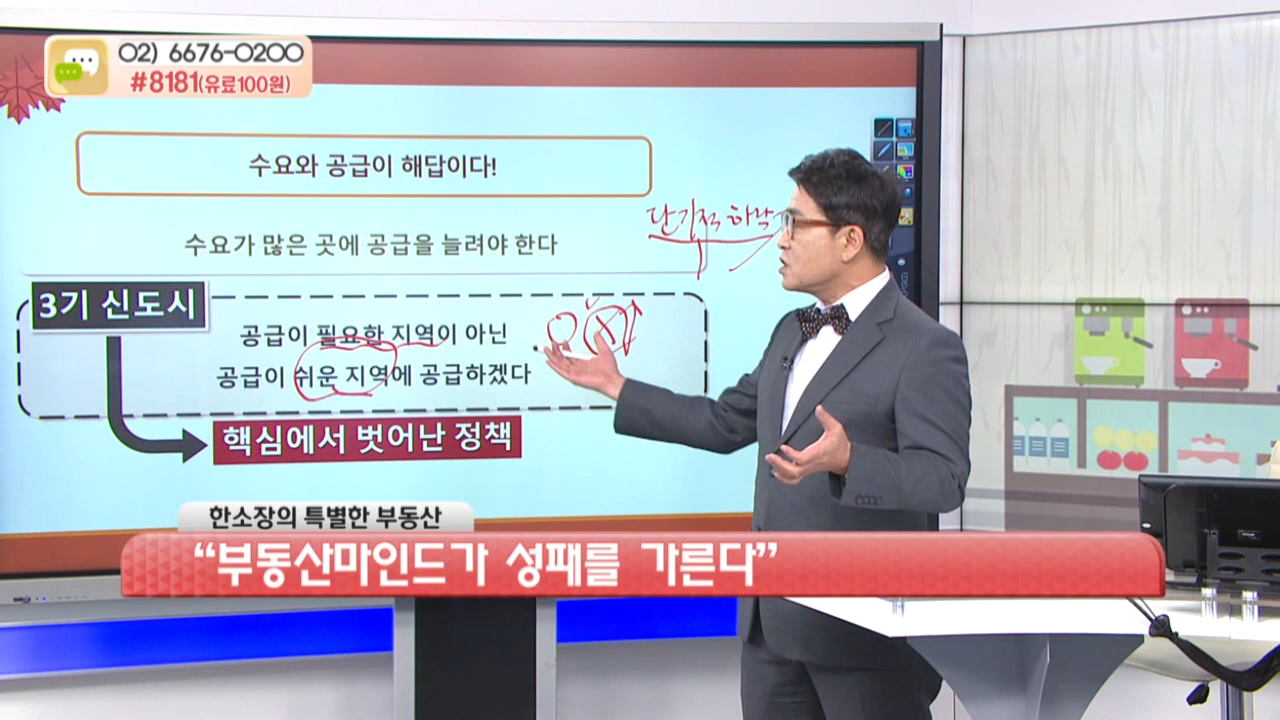 02) 6676-0200
#8181(유료100원)
수요와 공급이 해답이다!
단기적 하락
수요가 많은 곳에 공급을 늘려야 한다
3기 신도시
공급이 필요한 지역이 아닌
공급이 쉬운 지역에 공급하겠다
핵심에서 벗어난 정책
한소장의 특별한 부동산
“부동산마인드가 성패를 가른다”